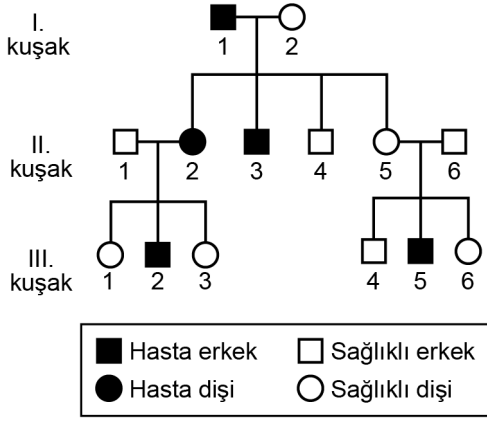 I.
kuşak
1 2
II.
kuşak
1 2 3 4 5 6
III.
kuşak
1 2 3 4 5 6
Hasta erkek Sağlıklı erkek
Hasta dişi Sağlıklı dişi